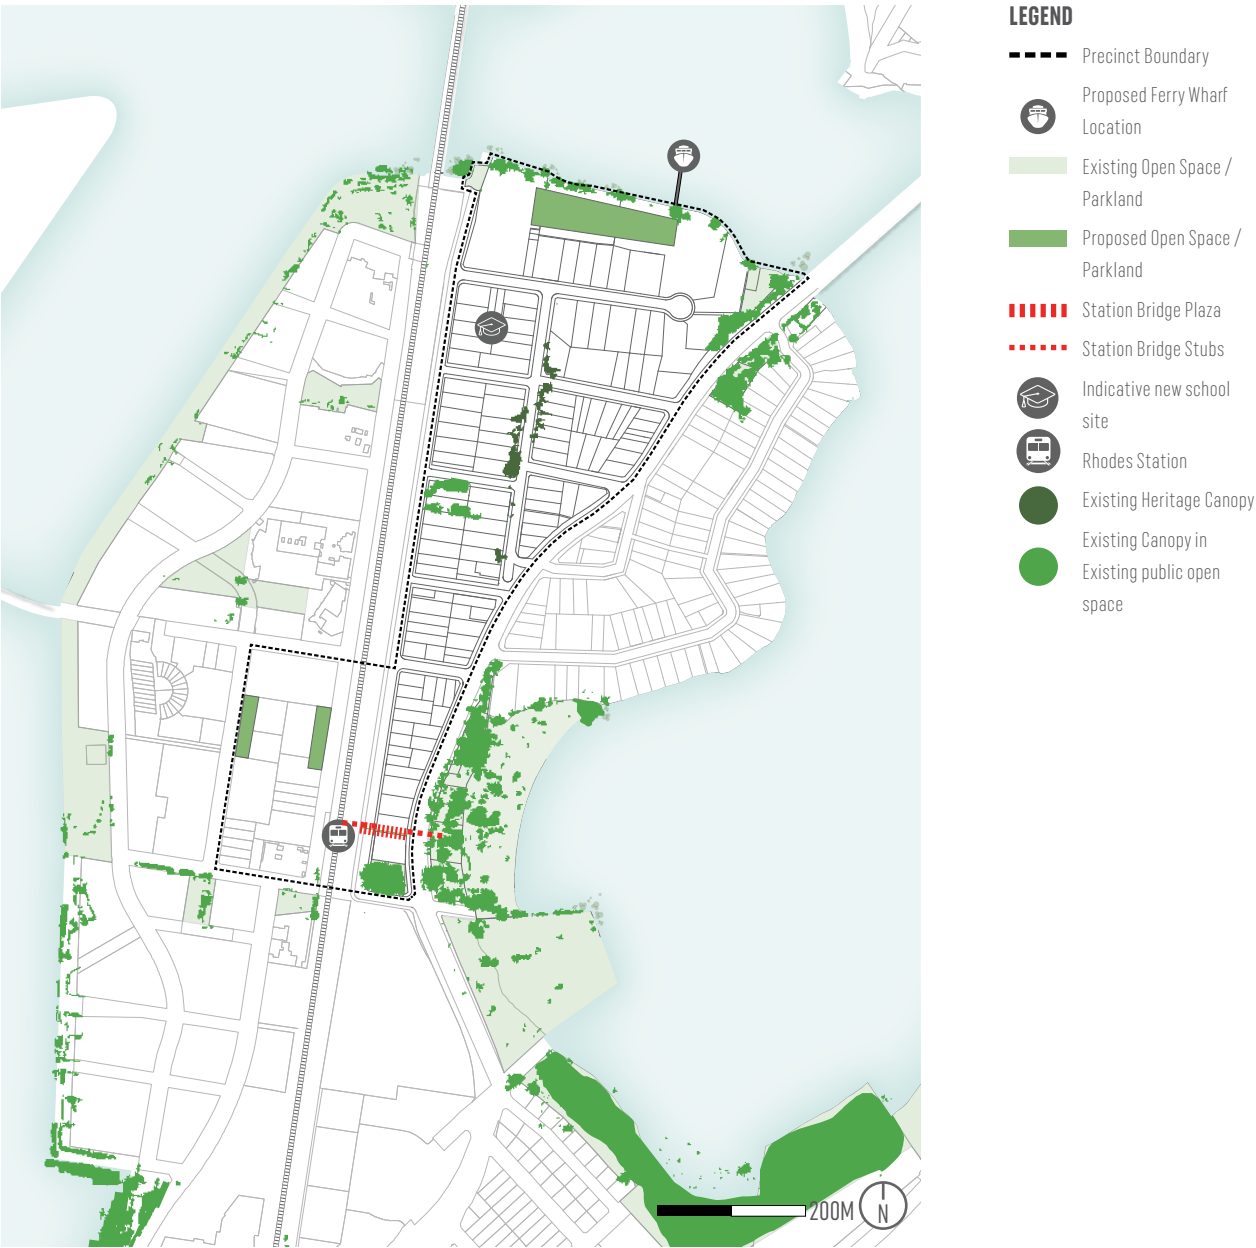 LEGEND
Precinct Boundary
Proposed Ferry Wharf
Location
Existing Open Space /
Parkland
Proposed Open Space /
Parkland
Station Bridge Plaza
Station Bridge Stubs
Indicative new school
site
Rhodes Station
Existing Heritage Canopy
Existing Canopy in
Existing public open
space
200M
N